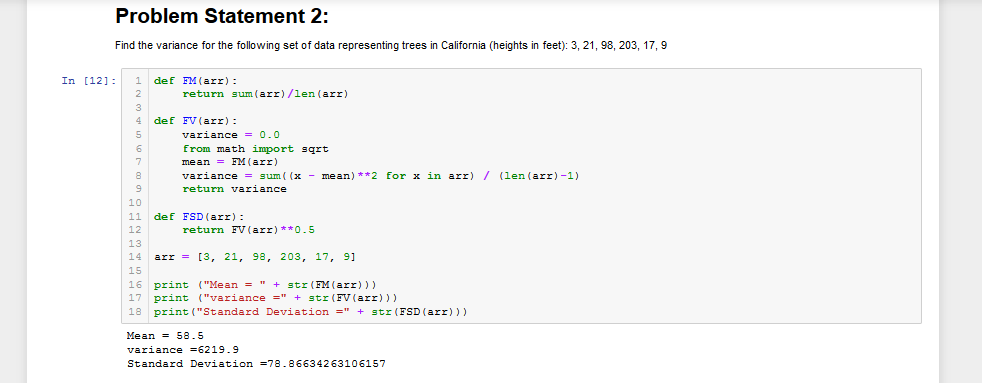 Problem Statement 2:
Find the variance for the following set of data representing trees in California (heights in feet): 3, 21, 98, 203, 17, 9
In [12]:
1 def FM(arr):
2     return sum(arr)/len(arr)
3
4 def FV(arr):
5     variance = 0.0
6     from math import sqrt
7     mean = FM(arr)
8     variance = sum((x - mean)**2 for x in arr) / (len(arr)-1)
9     return variance
10
11 def FSD(arr):
12     return FV(arr)**0.5
13
14 arr = [3, 21, 98, 203, 17, 9]
15
16 print ("Mean = " + str(FM(arr)))
17 print ("variance =" + str(FV(arr)))
18 print("Standard Deviation =" + str(FSD(arr)))
Mean = 58.5
variance =6219.9
Standard Deviation =78.86634263106157